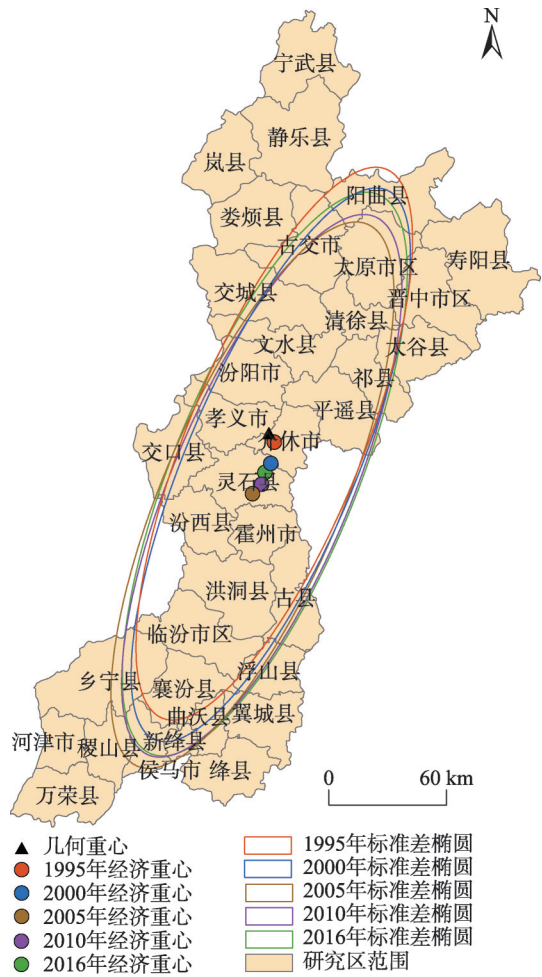 N
宁武县
静乐县
岚县
阳曲县
娄烦县
古交市
太原市区
寿阳县
交城县
晋中市区
清徐县
文水县
太谷县
汾阳市
祁县
孝义市
平遥县
介休市
交口县
灵石县
汾西县
霍州市
洪洞县
古县
临汾市区
浮山县
乡宁县
襄汾县
曲沃县
翼城县
河津市
稷山县
新绛县
侯马市
绛县
万荣县
0
60 km
几何重心
1995年经济重心
2000年经济重心
2005年经济重心
2010年经济重心
2016年经济重心
1995年标准差椭圆
2000年标准差椭圆
2005年标准差椭圆
2010年标准差椭圆
2016年标准差椭圆
研究区范围